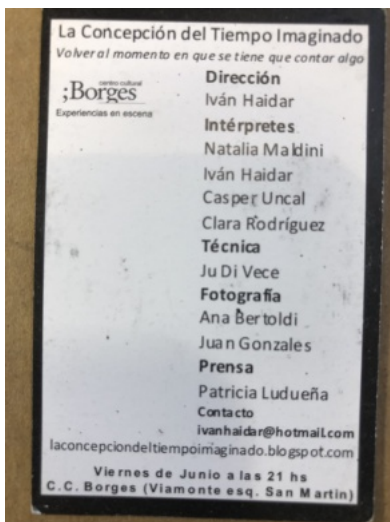 La Concepción del Tiempo Imaginado
Volver al momento en que se tiene que contar algo
centro cultural
;Borges
Experiencias en escena
Dirección
Iván Haidar
Intérpretes
Natalia Maldini
Iván Haidar
Casper Uncal
Clara Rodríguez
Técnica
Ju Di Vece
Fotografía
Ana Bertoldi
Juan Gonzales
Prensa
Patricia Ludueña
Contacto
ivanhaidar@hotmail.com
laconcepciondeltiempoimaginado.blogspot.com
Viernes de Junio a las 21 hs
C.C. Borges (Viamonte esq. San Martin)